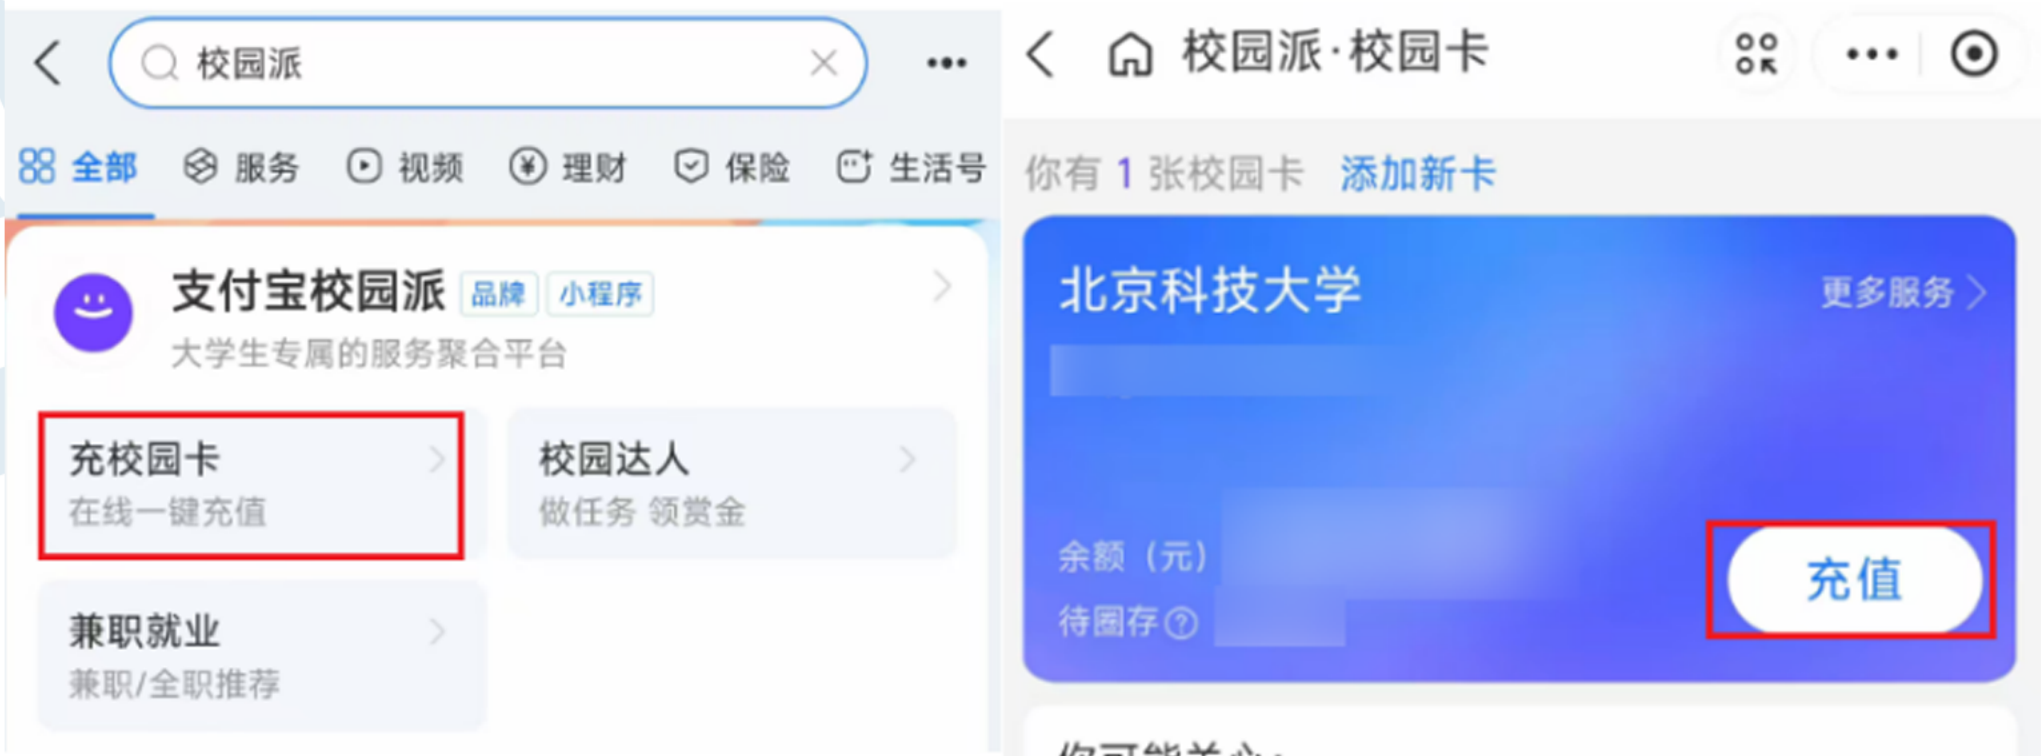 校园派
全部 服务 视频 理财 保险 生活号
支付宝校园派 品牌 小程序
大学生专属的服务聚合平台
充校园卡
在线一键充值
校园达人
做任务 领赏金
兼职就业
兼职/全职推荐
校园派·校园卡
你有 1 张校园卡 添加新卡
北京科技大学
更多服务
余额（元）
待圈存?
充值
你可能关心: